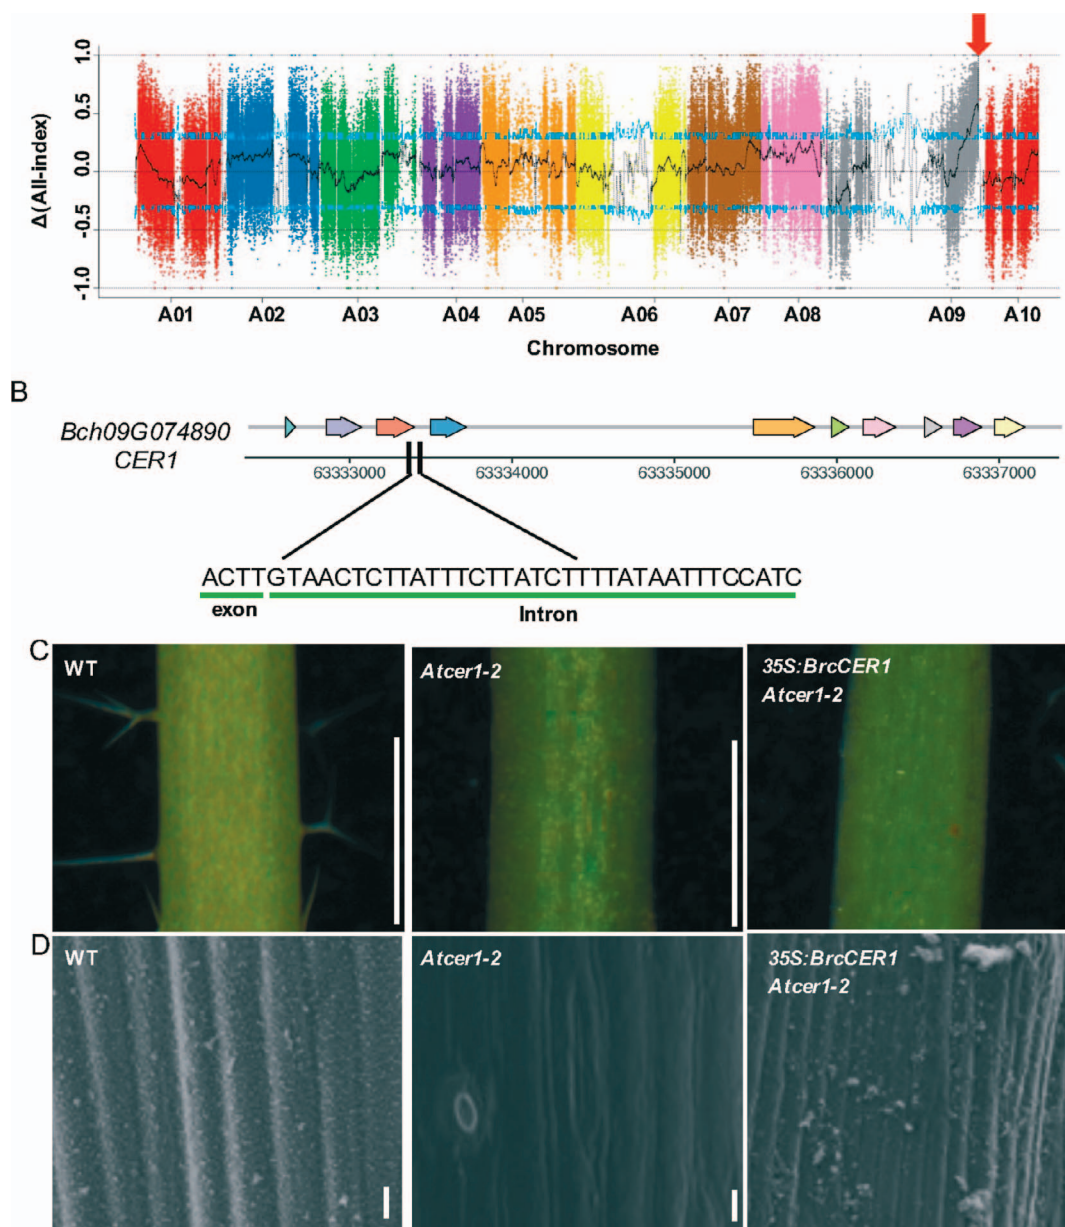 1.0
0.5
0.0
-0.5
-1.0
Δ(All-index)
A01 A02 A03 A04 A05 A06 A07 A08 A09 A10
Chromosome
B
Bch09G074890
CER1
63333000 63334000 63335000 63336000 63337000
ACTTGTAACTCTTATTTCTTATCTTTTATAATTTCCATC
exon Intron
C
WT
Atcer1-2
35S:BrcCER1
Atcer1-2
D
WT
Atcer1-2
35S:BrcCER1
Atcer1-2